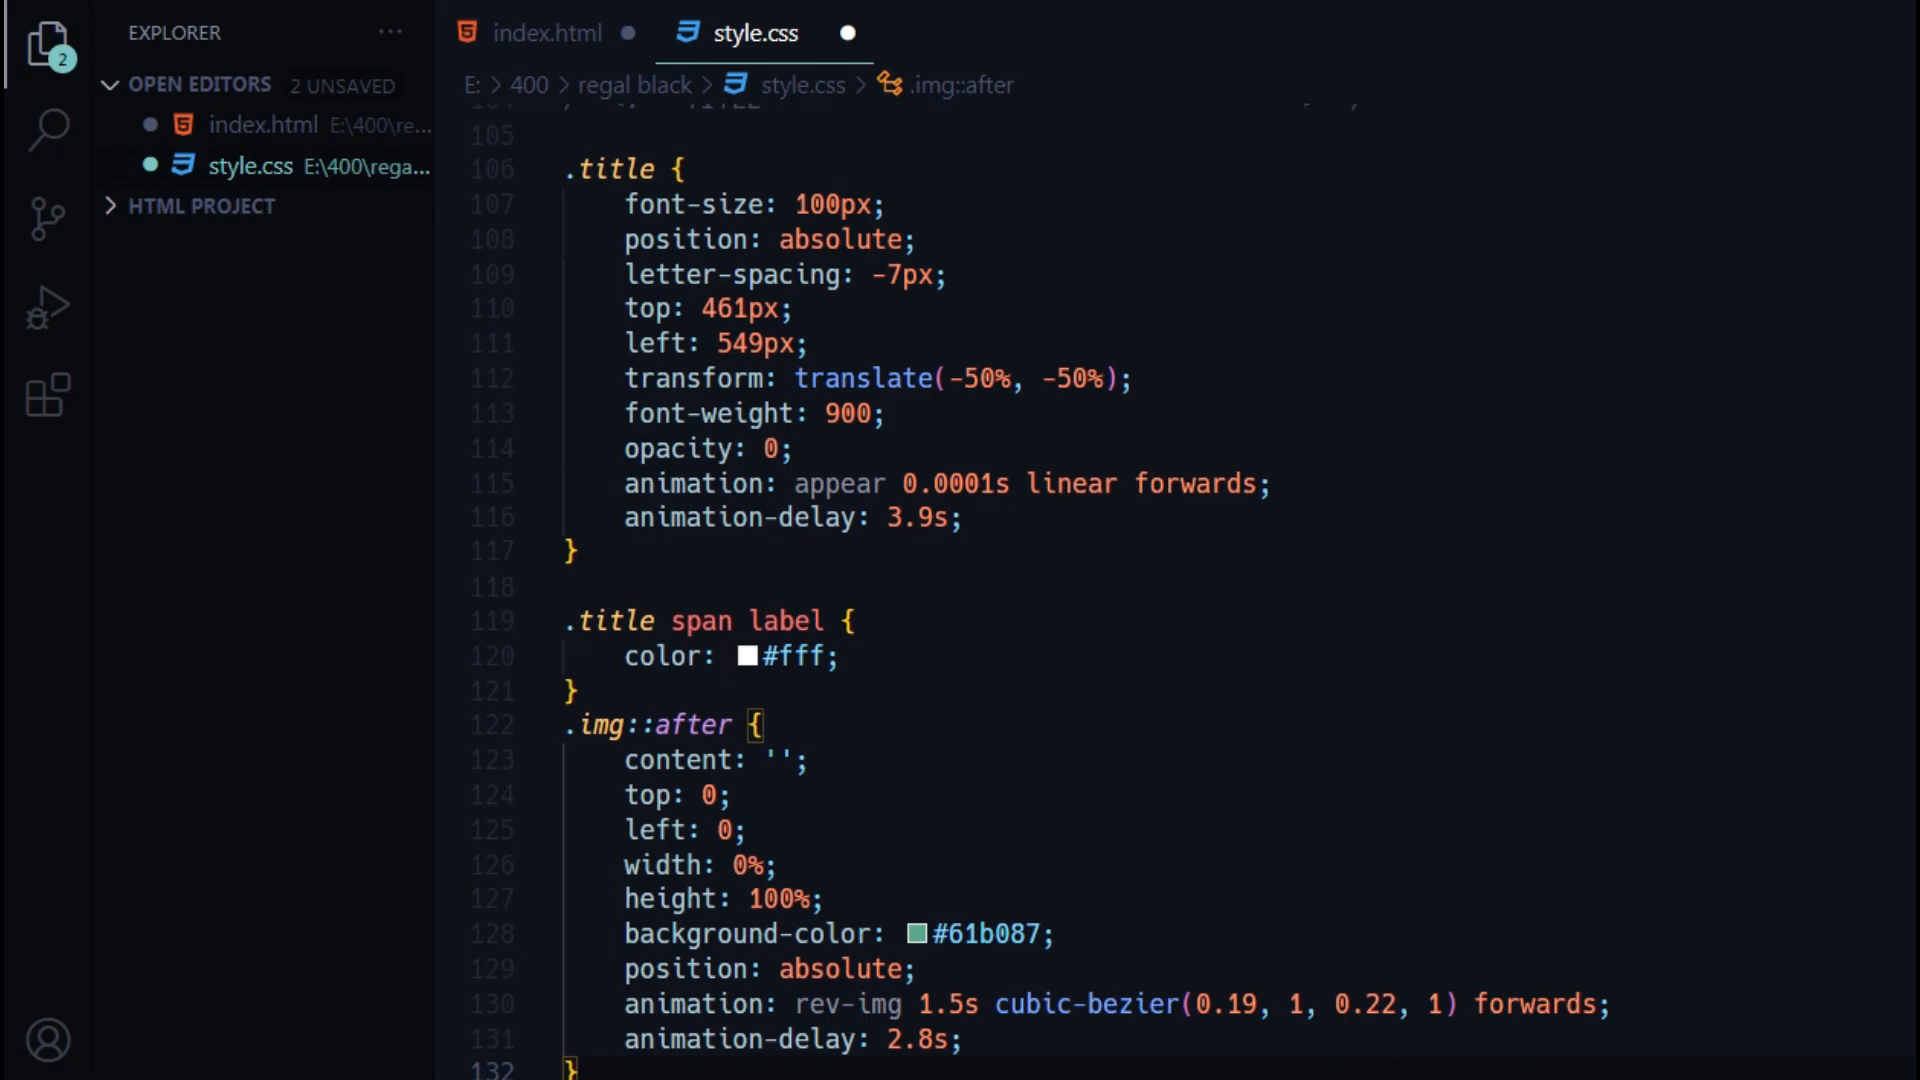 EXPLORER
index.html
style.css
2
OPEN EDITORS 2 UNSAVED
E: > 400 > regal black > style.css > .img::after
index.html E:\400\re...
style.css E:\400\rega...
HTML PROJECT
105
106 .title {
107 font-size: 100px;
108 position: absolute;
109 letter-spacing: -7px;
110 top: 461px;
111 left: 549px;
112 transform: translate(-50%, -50%);
113 font-weight: 900;
114 opacity: 0;
115 animation: appear 0.0001s linear forwards;
116 animation-delay: 3.9s;
117 }
118
119 .title span label {
120 color: #fff;
121 }
122 .img::after {
123 content: '';
124 top: 0;
125 left: 0;
126 width: 0%;
127 height: 100%;
128 background-color: #61b087;
129 position: absolute;
130 animation: rev-img 1.5s cubic-bezier(0.19, 1, 0.22, 1) forwards;
131 animation-delay: 2.8s;
132 }